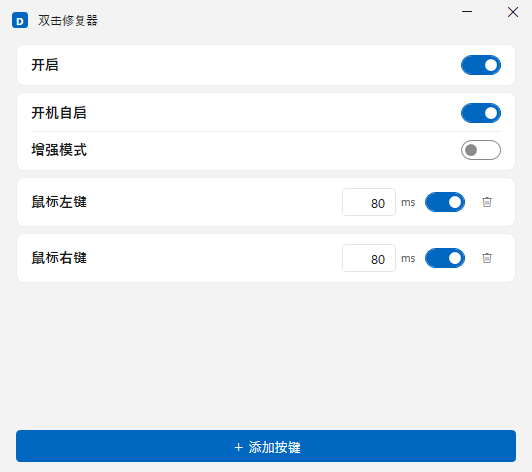 D 双击修复器
开启
开机自启
增强模式
鼠标左键 80 ms
鼠标右键 80 ms
+ 添加按键